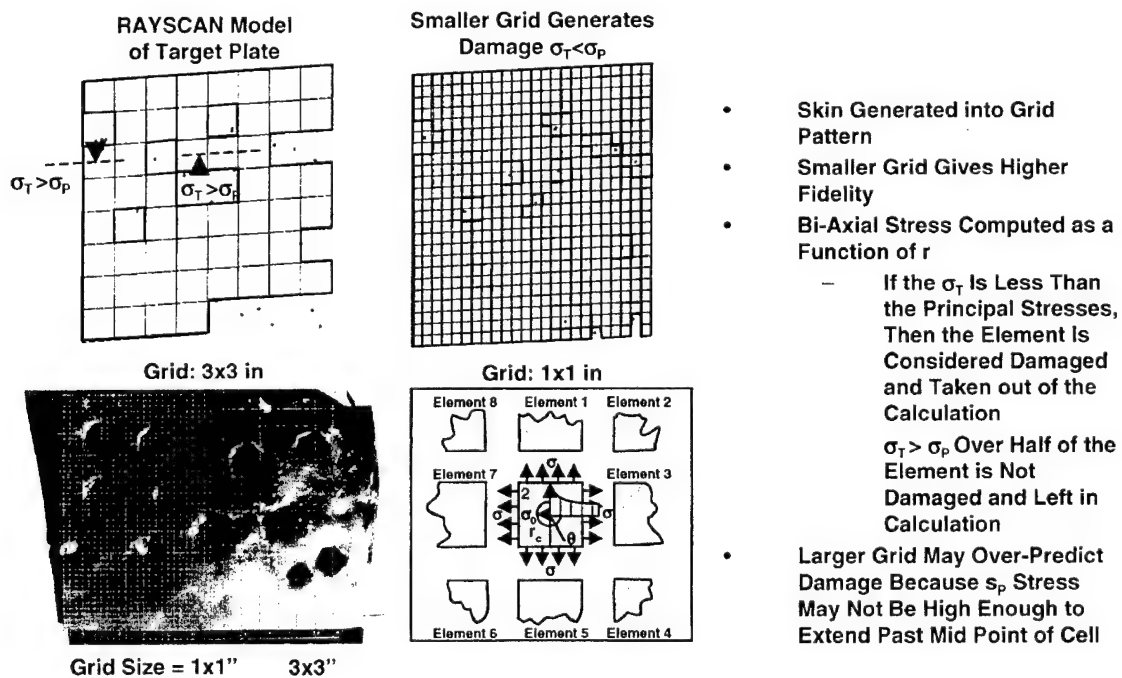 RAYSCAN Model
of Target Plate
Smaller Grid Generates
Damage σT<σP
σT>σP
σT>σP
Grid: 3x3 in
Grid: 1x1 in
Element 8
Element 1
Element 2
Element 7
Element 3
Element 6
Element 5
Element 4
σ
2
σ
σ0
σ
rc
θ
σ
Grid Size = 1x1"
3x3"
• Skin Generated into Grid
Pattern
• Smaller Grid Gives Higher
Fidelity
• Bi-Axial Stress Computed as a
Function of r
– If the σT Is Less Than
the Principal Stresses,
Then the Element is
Considered Damaged
and Taken out of the
Calculation
σT> σP Over Half of the
Element is Not
Damaged and Left in
Calculation
• Larger Grid May Over-Predict
Damage Because sP Stress
May Not Be High Enough to
Extend Past Mid Point of Cell